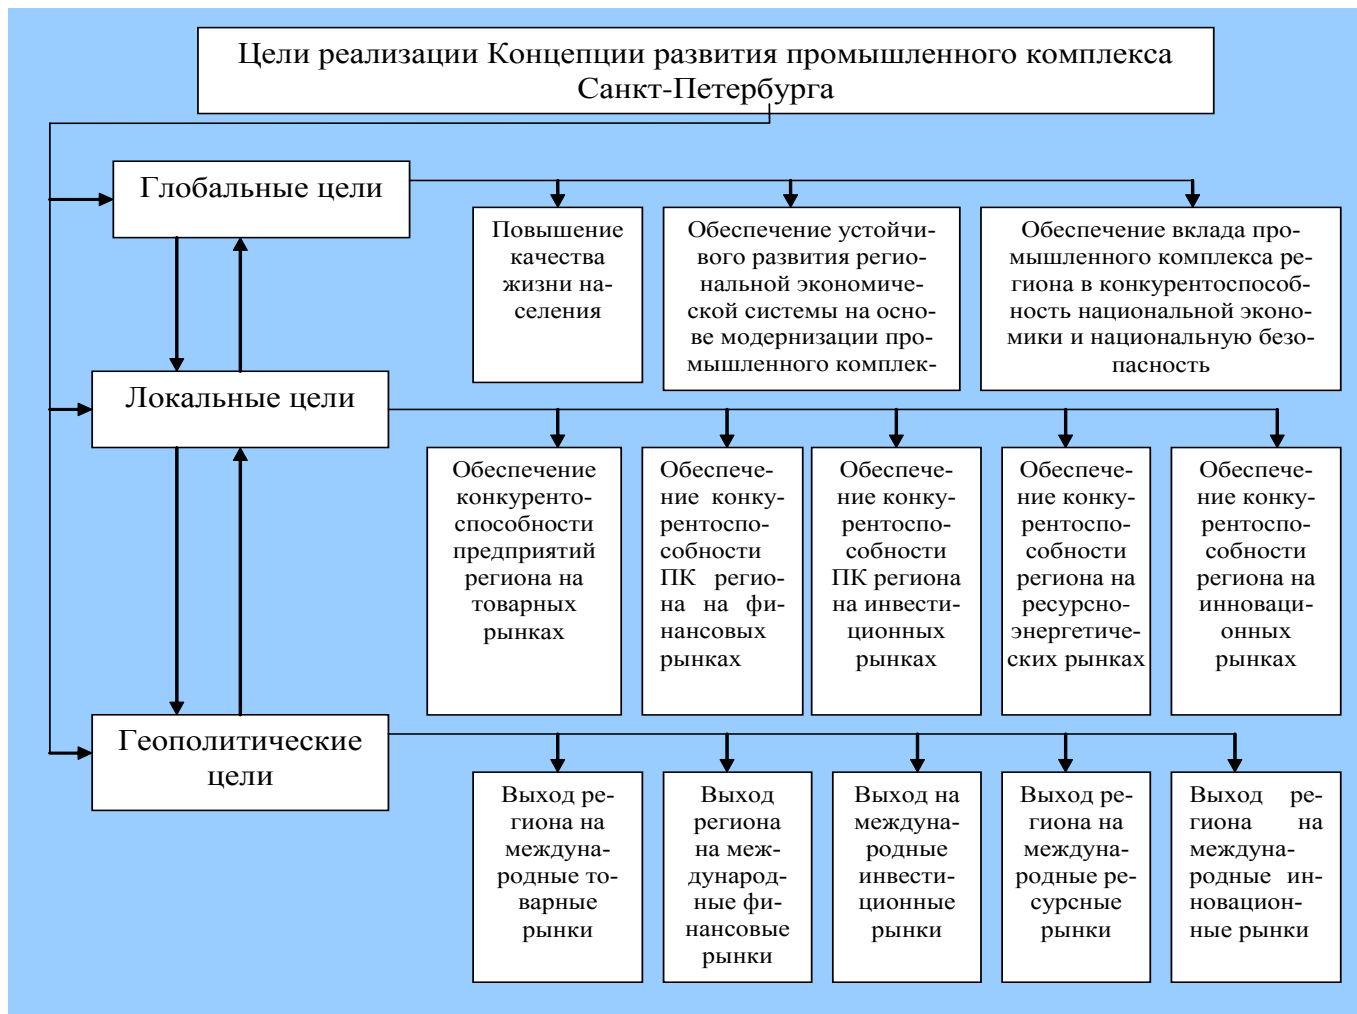 Цели реализации Концепции развития промышленного комплекса
Санкт-Петербурга
Глобальные цели
Повышение
качества
жизни на-
селения
Обеспечение устойчи-
вого развития регио-
нальной экономиче-
ской системы на осно-
ве модернизации про-
мышленного комплек-
Обеспечение вклада про-
мышленного комплекса ре-
гиона в конкурентоспособ-
ность национальной эконо-
мики и национальную безо-
пасность
Локальные цели
Обеспечение
конкуренто-
способности
предприятий
региона на
товарных
рынках
Обеспече-
ние конку-
рентоспо-
собности
ПК регио-
на на фи-
нансовых
рынках
Обеспече-
ние конку-
рентоспо-
собности
ПК региона
на инвести-
ционных
рынках
Обеспече-
ние конку-
рентоспо-
собности
региона на
ресурсно-
энергетиче-
ских рынках
Обеспече-
ние конку-
рентоспо-
собности
региона на
инноваци-
онных
рынках
Геополитические
цели
Выход ре-
гиона на
междуна-
родные то-
варные
рынки
Выход
региона
на меж-
дународ-
ные фи-
нансовые
рынки
Выход на
междуна-
родные
инвести-
ционные
рынки
Выход ре-
гиона на
междуна-
родные ре-
сурсные
рынки
Выход ре-
гиона на
междуна-
родные ин-
новацион-
ные рынки